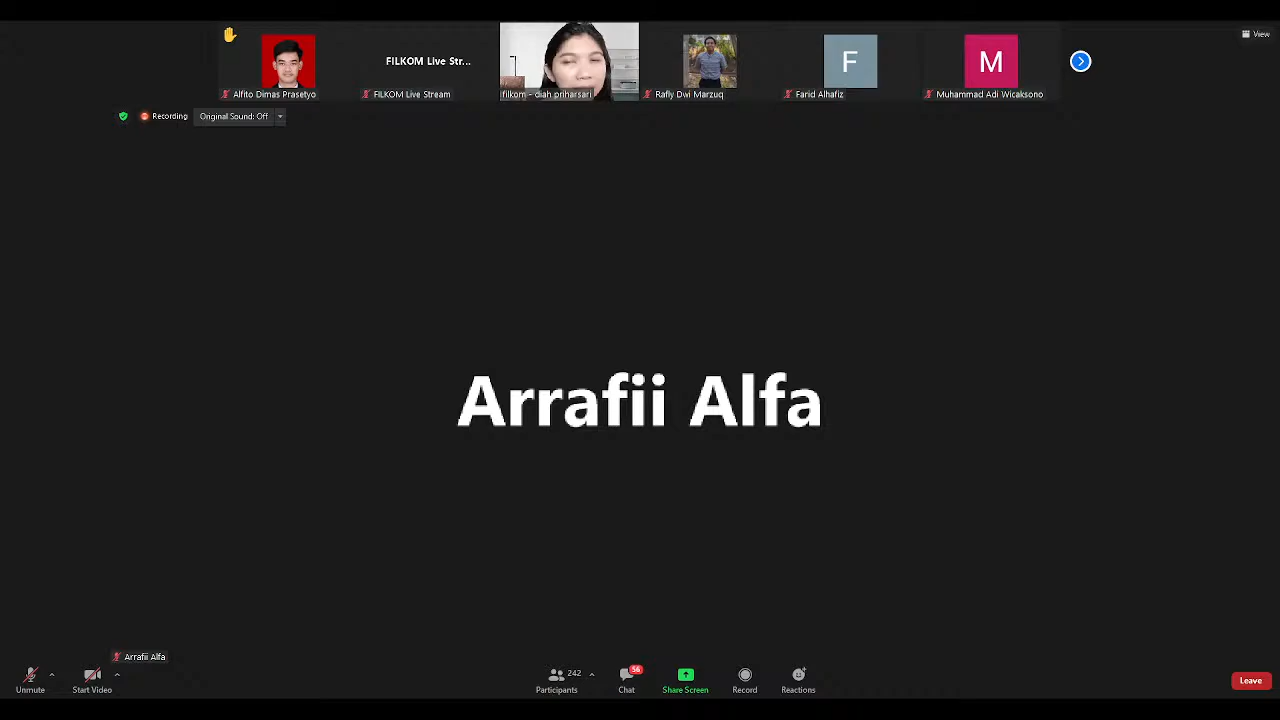 View
FILKOM Live Str...
F
M
Alfito Dimas Prasetyo
FILKOM Live Stream
filkom - diah priharsari
Rafly Dwi Marzuq
Farid Alhafiz
Muhammad Adi Wicaksono
Recording
Original Sound: Off
Arrafii Alfa
Arrafii Alfa
Unmute
Start Video
242
Participants
56
Chat
Share Screen
Record
Reactions
Leave